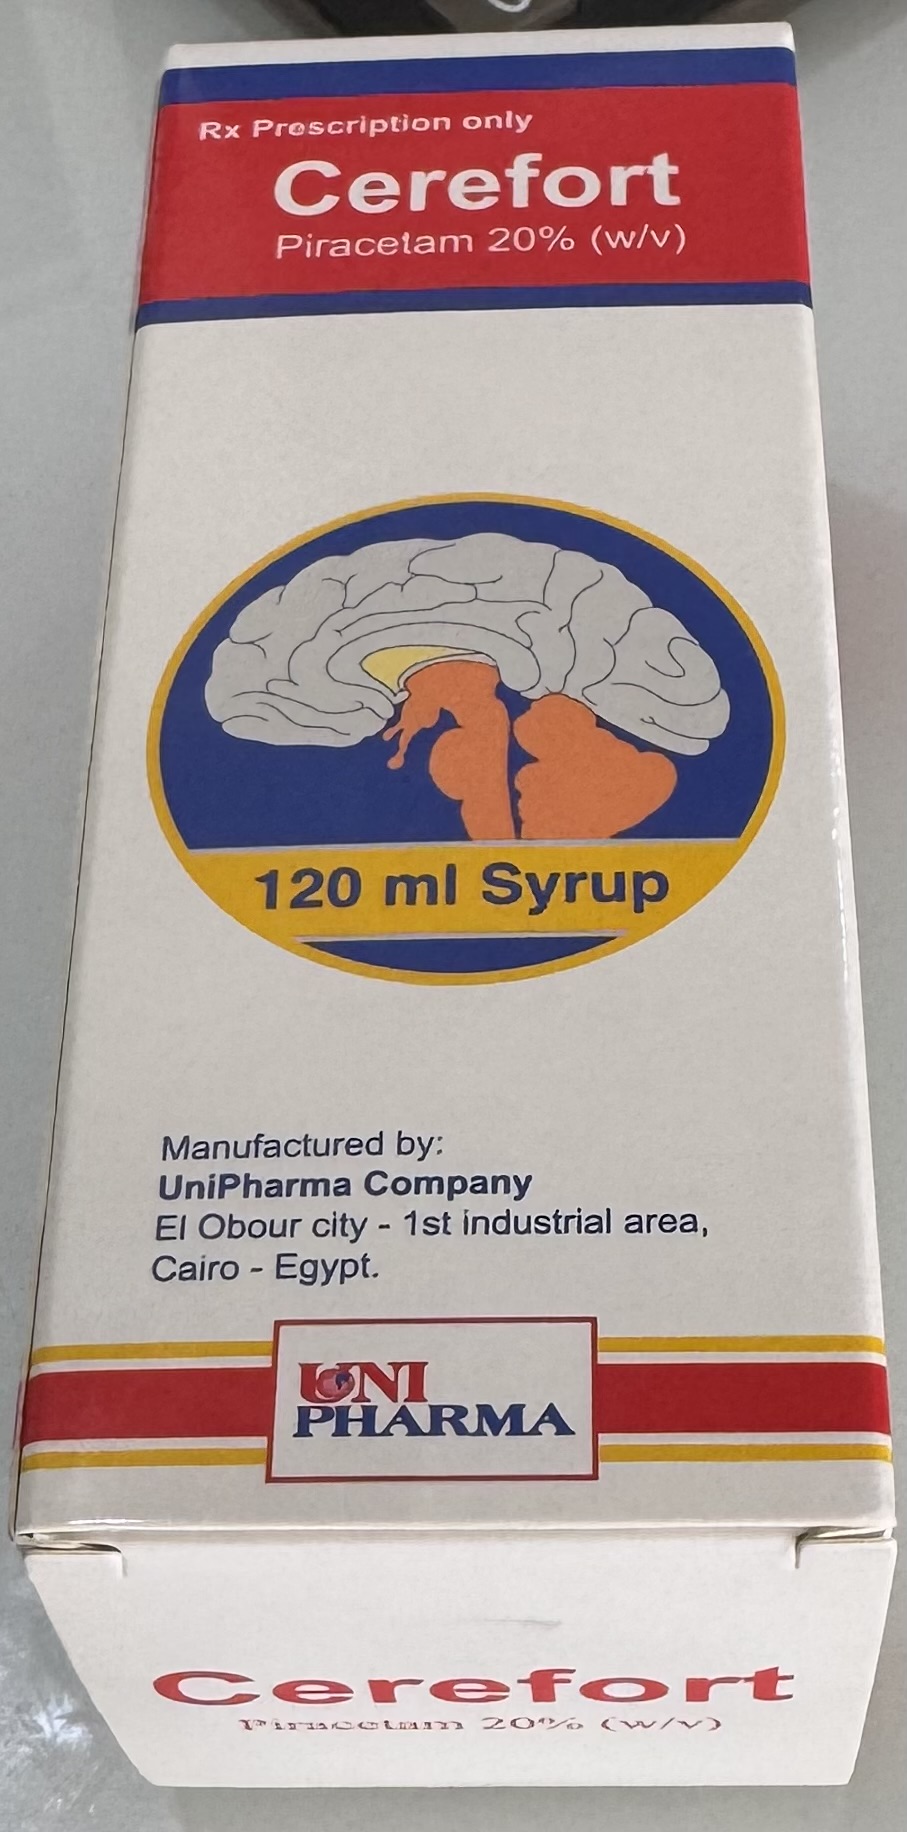 Rx Prescription only
Cerefort
Piracetam 20% (w/v)
120 ml Syrup
Manufactured by:
UniPharma Company
El Obour city - 1st industrial area,
Cairo - Egypt.
UNI
PHARMA
Cerefort
Piracetam 20% (w/v)